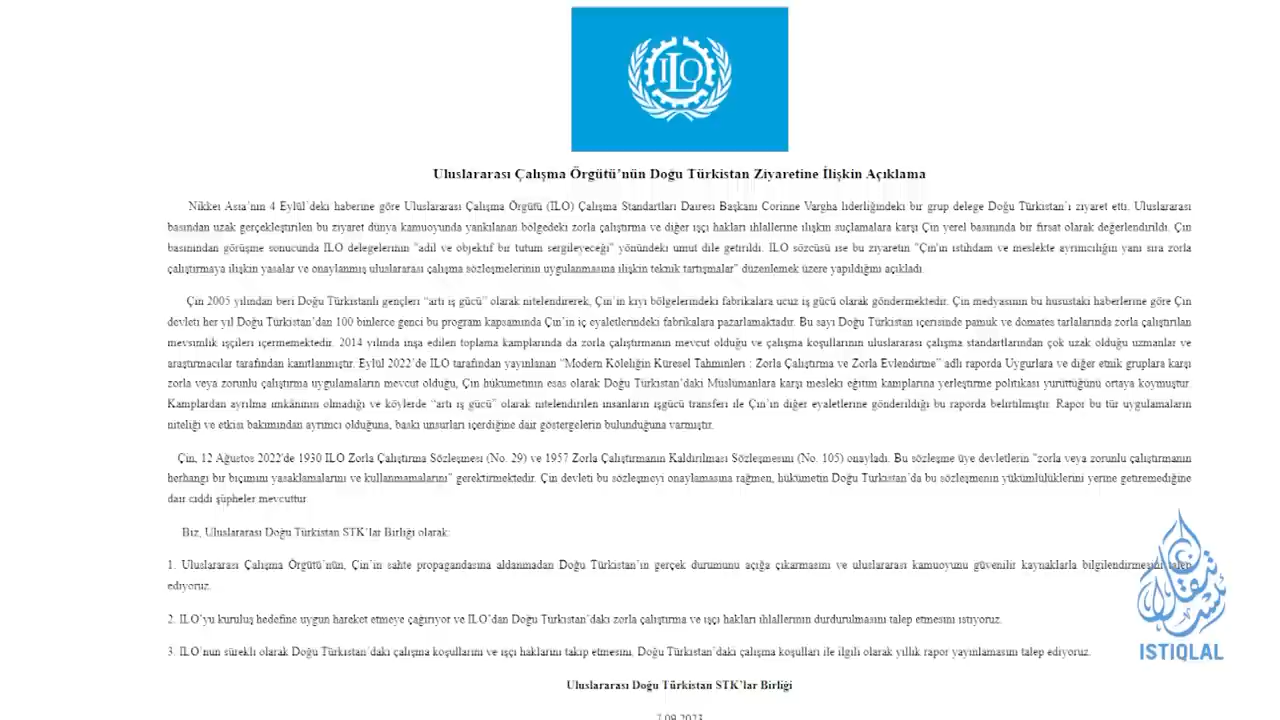 ILO
Uluslararası Çalışma Örgütü’nün Doğu Türkistan Ziyaretine İlişkin Açıklama
Nikkei Asia’nın 4 Eylül’deki haberine göre Uluslararası Çalışma Örgütü (ILO) Çalışma Standartları Dairesi Başkanı Corinne Vargha liderliğindeki bir grup delege Doğu Türkistan’ı ziyaret etti. Uluslararası
basından uzak gerçekleştirilen bu ziyaret dünya kamuoyunda yankılanan bölgedeki zorla çalıştırma ve diğer işçi hakları ihlallerine ilişkin suçlamalara karşı Çin yerel basınında bir fırsat olarak değerlendirildi. Çin
basınından görüşme sonucunda ILO delegelerinin "adil ve objektif bir tutum sergileyeceği" yönündeki umut dile getirildi. ILO sözcüsü ise bu ziyaretin "Çin’in istihdam ve meslekte ayrımcılığın yanı sıra zorla
çalıştırmaya ilişkin yasalar ve onaylanmış uluslararası çalışma sözleşmelerinin uygulanmasına ilişkin teknik tartışmalar" düzenlemek üzere yapıldığını açıkladı.
Çin 2005 yılından beri Doğu Türkistanlı gençleri “artı iş gücü” olarak nitelendirerek, Çin’in kıyı bölgelerindeki fabrikalara ucuz iş gücü olarak göndermektedir. Çin medyasının bu husustaki haberlerine göre Çin
devleti her yıl Doğu Türkistan’dan 100 binlerce genci bu program kapsamında Çin’in iç eyaletlerindeki fabrikalara pazarlamaktadır. Bu sayı Doğu Türkistan içerisinde pamuk ve domates tarlalarında zorla çalıştırılan
mevsimlik işçileri içermemektedir. 2014 yılında inşa edilen toplama kamplarında da zorla çalıştırmanın mevcut olduğu ve çalışma koşullarının uluslararası çalışma standartlarından çok uzak olduğu uzmanlar ve
araştırmacılar tarafından kanıtlanmıştır. Eylül 2022’de ILO tarafından yayınlanan “Modern Köleliğin Küresel Tahminleri : Zorla Çalıştırma ve Zorla Evlendirme” adlı raporda Uygurlara ve diğer etnik gruplara karşı
zorla veya zorunlu çalıştırma uygulamaların mevcut olduğu, Çin hükümetinin esas olarak Doğu Türkistan’daki Müslümanlara karşı mesleki eğitim kamplarına yerleştirme politikası yürüttüğünü ortaya koymuştur.
Kamplardan ayrılma imkânının olmadığı ve köylerde “artı iş gücü” olarak nitelendirilen insanların işgücü transferi ile Çin’in diğer eyaletlerine gönderildiği bu raporda belirtilmiştir. Rapor bu tür uygulamaların
niteliği ve etkisi bakımından ayrımcı olduğuna, baskı unsurları içerdiğine dair göstergelerin bulunduğuna varmıştır.
Çin, 12 Ağustos 2022'de 1930 ILO Zorla Çalıştırma Sözleşmesi (No. 29) ve 1957 Zorla Çalıştırmanın Kaldırılması Sözleşmesini (No. 105) onayladı. Bu sözleşme üye devletlerin "zorla veya zorunlu çalıştırmanın
herhangi bir biçimini yasaklamalarını ve kullanmamalarını" gerektirmektedir. Çin devleti bu sözleşmeyi onaylamasına rağmen, hükümetin Doğu Türkistan’da bu sözleşmenin yükümlülüklerini yerine getiremediğine
dair ciddi şüpheler mevcuttur.
Biz, Uluslararası Doğu Türkistan STK’lar Birliği olarak:
1. Uluslararası Çalışma Örgütü’nün, Çin’in sahte propagandasına aldanmadan Doğu Türkistan’ın gerçek durumunu açığa çıkarmasını ve uluslararası kamuoyunu güvenilir kaynaklarla bilgilendirmesini talep
ediyoruz.
2. ILO’yu kuruluş hedefine uygun hareket etmeye çağırıyor ve ILO’dan Doğu Türkistan’daki zorla çalıştırma ve işçi hakları ihlallerinin durdurulmasını talep etmesini istiyoruz.
3. ILO’nun sürekli olarak Doğu Türkistan’daki çalışma koşullarını ve işçi haklarını takip etmesini, Doğu Türkistan’daki çalışma koşulları ile ilgili olarak yıllık rapor yayınlamasını talep ediyoruz.
ISTIQLAL
Uluslararası Doğu Türkistan STK’lar Birliği
7.09.2023